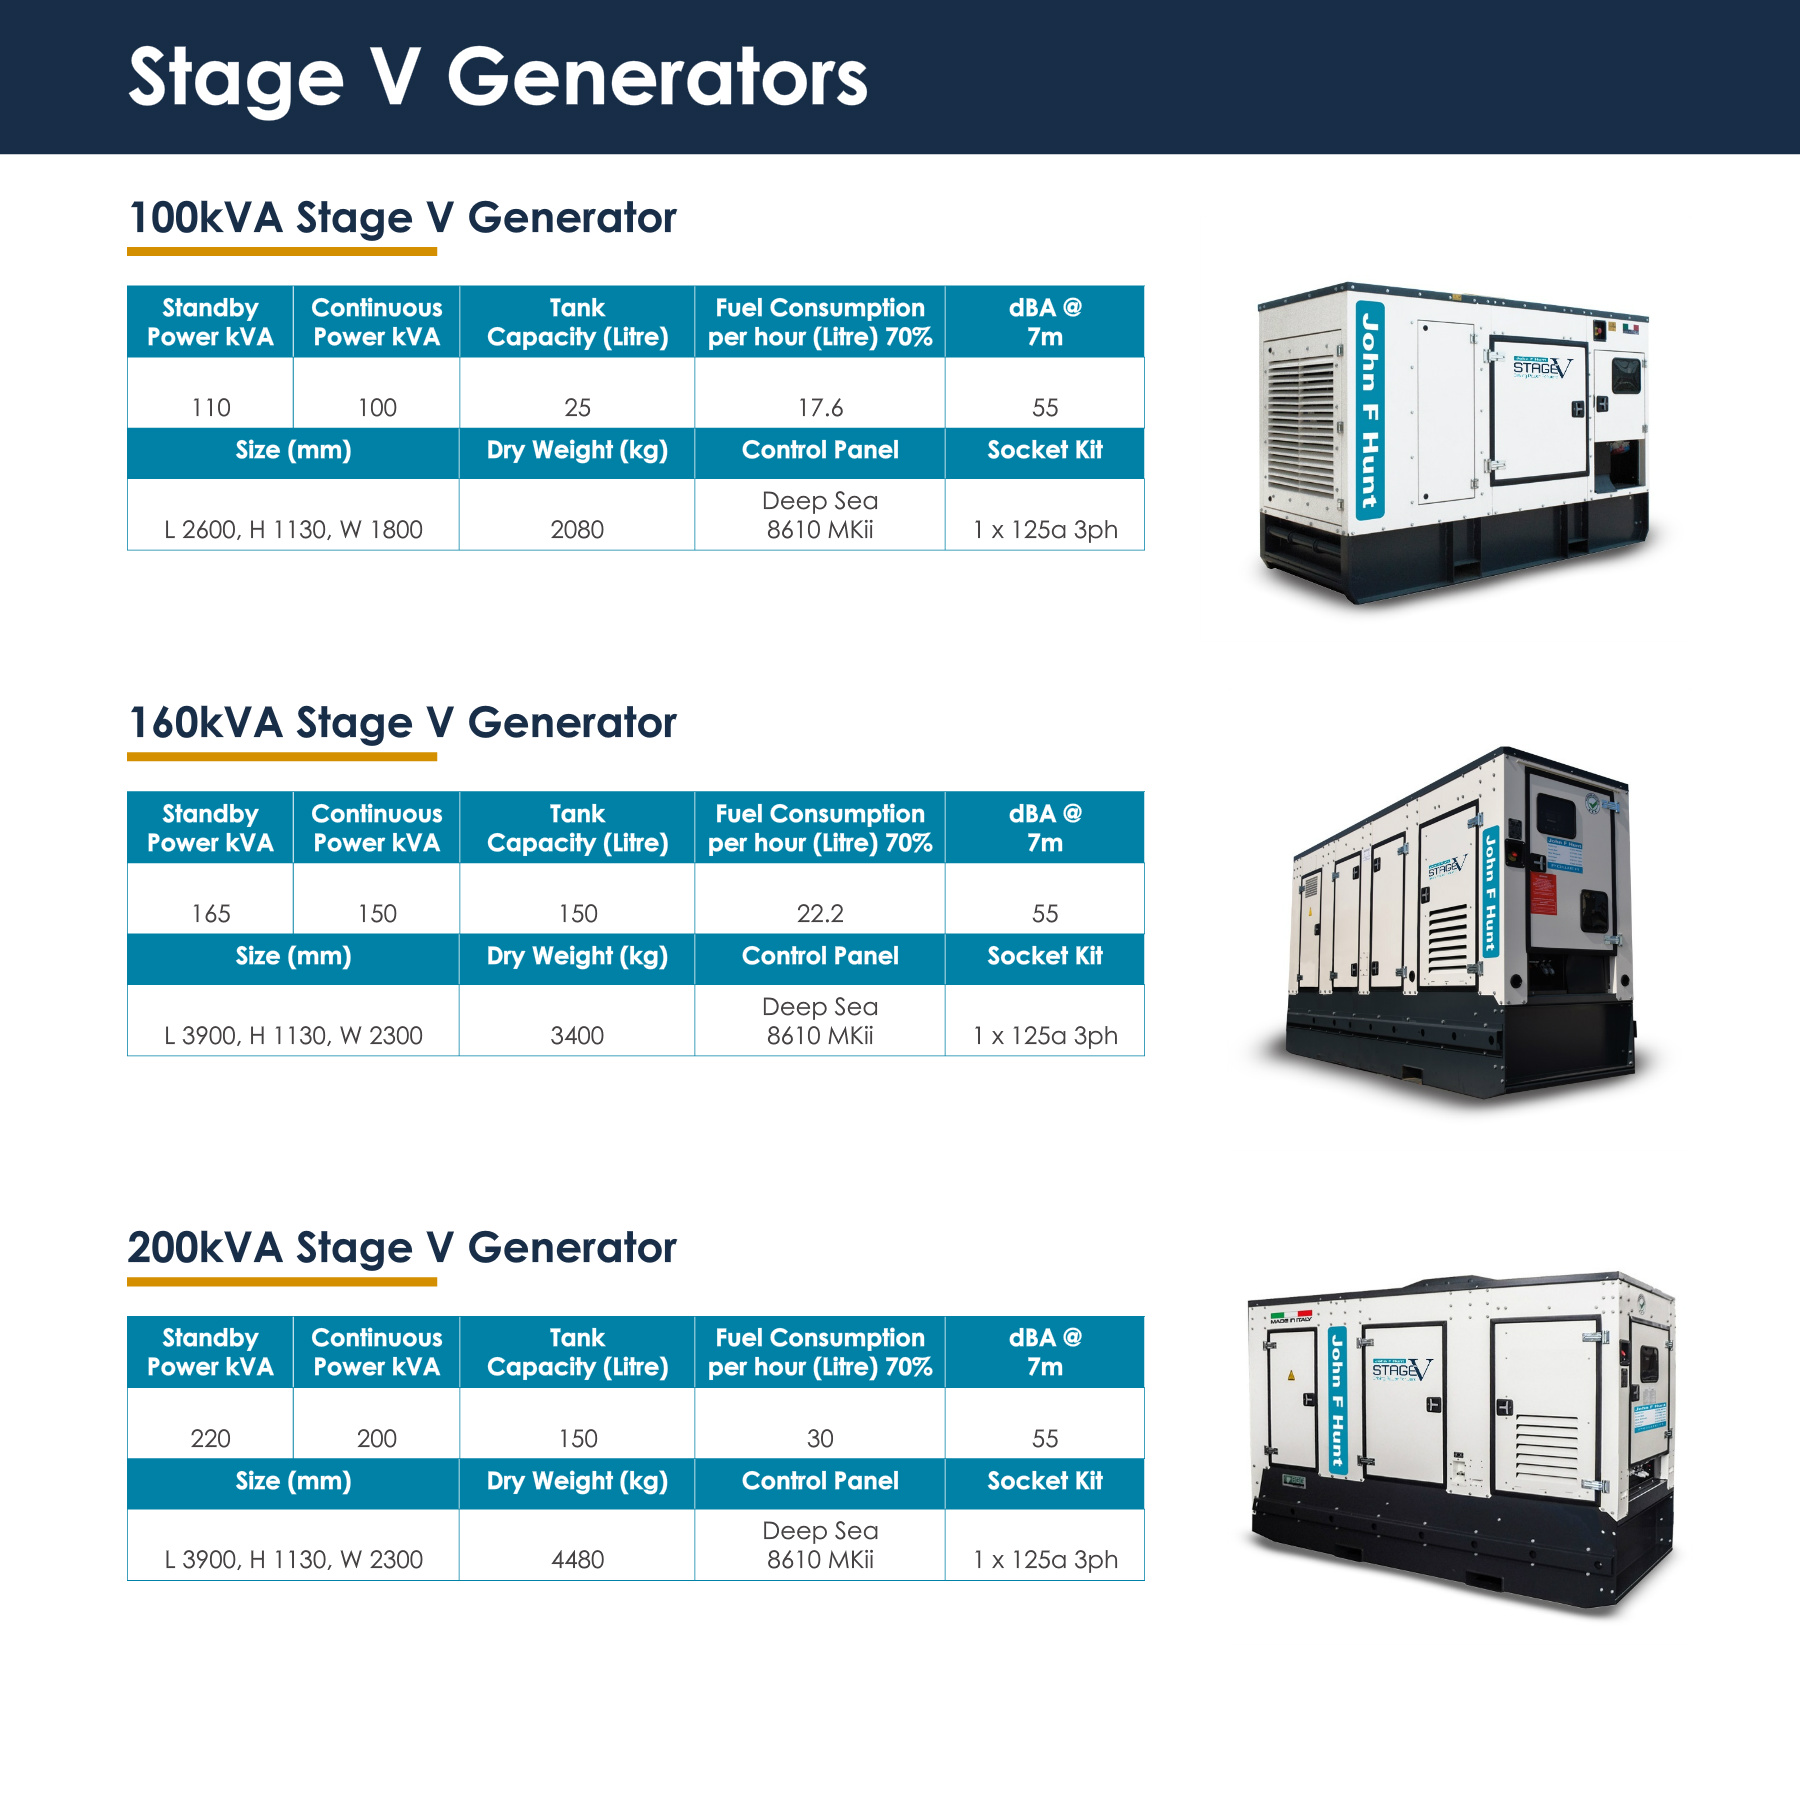 Stage V Generators
100kVA Stage V Generator
Standby Power kVA
Continuous Power kVA
Tank Capacity (Litre)
Fuel Consumption per hour (Litre) 70%
dBA @ 7m
110
100
25
17.6
55
Size (mm)
Dry Weight (kg)
Control Panel
Socket Kit
L 2600, H 1130, W 1800
2080
Deep Sea 8610 MKii
1 x 125a 3ph
John F Hunt
STAGE V
160kVA Stage V Generator
Standby Power kVA
Continuous Power kVA
Tank Capacity (Litre)
Fuel Consumption per hour (Litre) 70%
dBA @ 7m
165
150
150
22.2
55
Size (mm)
Dry Weight (kg)
Control Panel
Socket Kit
L 3900, H 1130, W 2300
3400
Deep Sea 8610 MKii
1 x 125a 3ph
STAGE V
John F Hunt
John F Hunt
200kVA Stage V Generator
Standby Power kVA
Continuous Power kVA
Tank Capacity (Litre)
Fuel Consumption per hour (Litre) 70%
dBA @ 7m
220
200
150
30
55
Size (mm)
Dry Weight (kg)
Control Panel
Socket Kit
L 3900, H 1130, W 2300
4480
Deep Sea 8610 MKii
1 x 125a 3ph
MADE IN ITALY
John F Hunt
STAGE V
John F Hunt